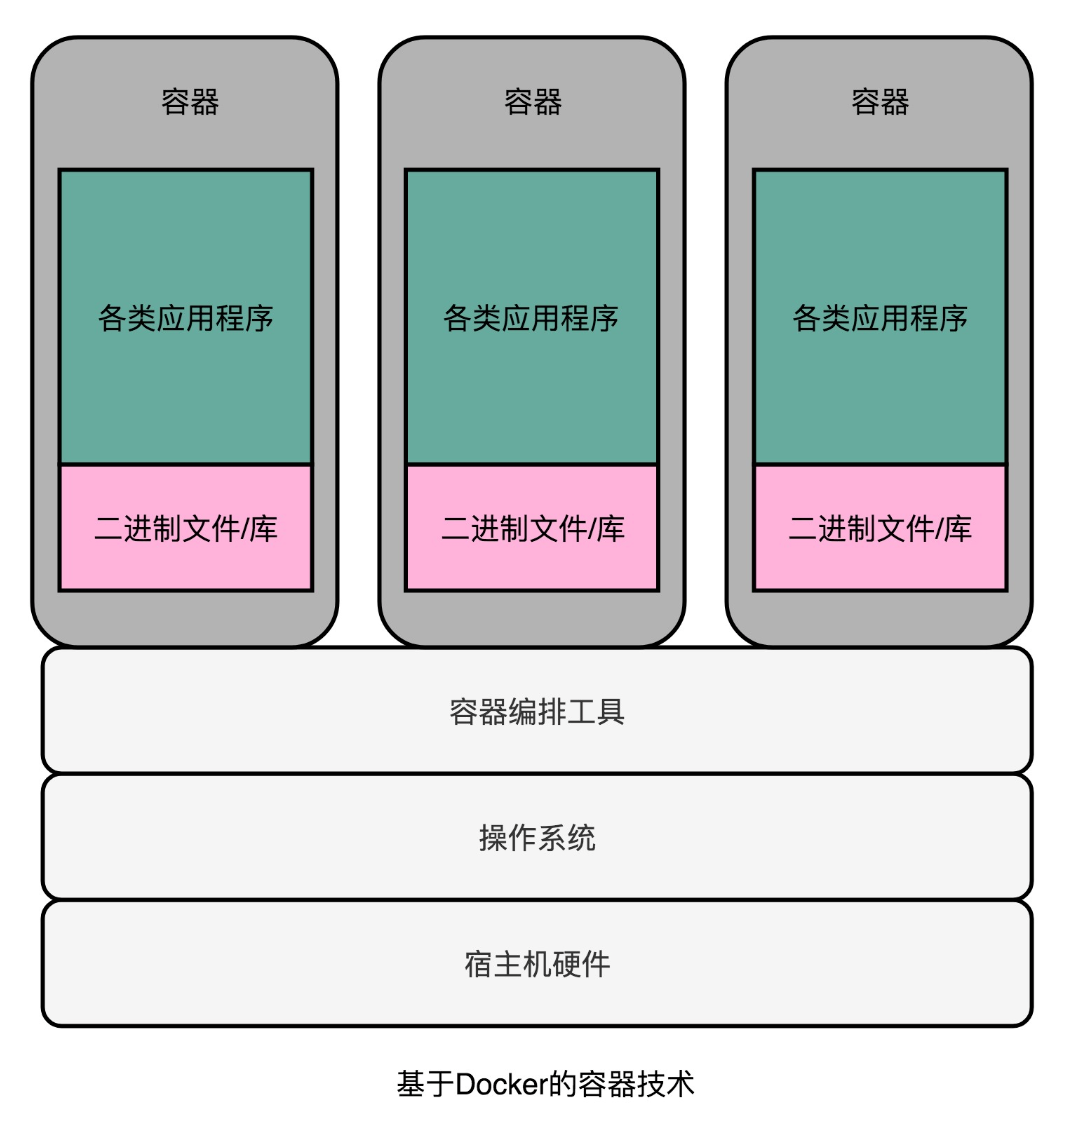 容器
容器
容器
各类应用程序
各类应用程序
各类应用程序
二进制文件/库
二进制文件/库
二进制文件/库
容器编排工具
操作系统
宿主机硬件
基于Docker的容器技术